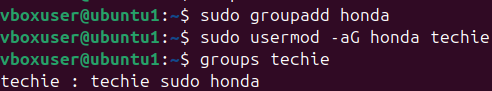 vboxuser@ubuntu1:~$ sudo groupadd honda
vboxuser@ubuntu1:~$ sudo usermod -aG honda techie
vboxuser@ubuntu1:~$ groups techie
techie : techie sudo honda